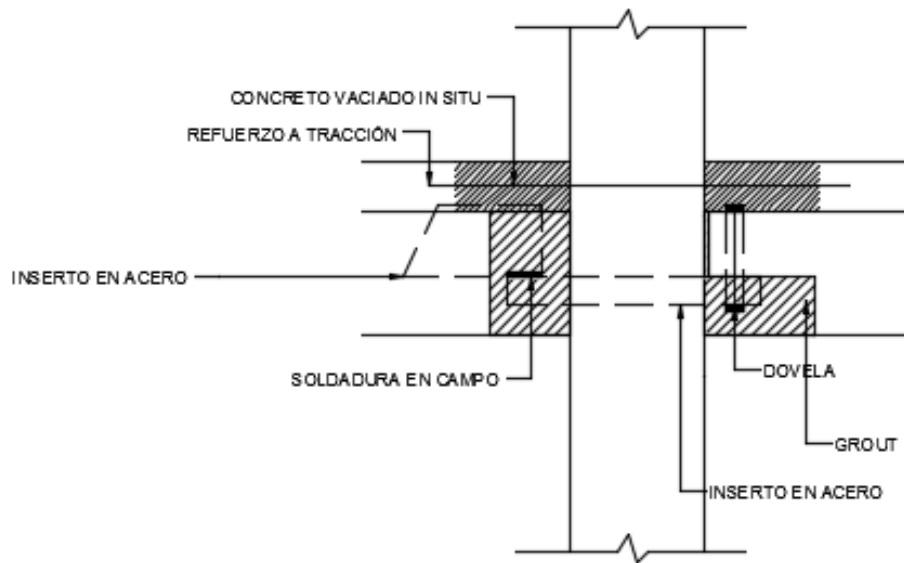 CONCRETO VACIADO IN SITU
REFUERZO A TRACCIÓN
INSERTO EN ACERO
SOLDADURA EN CAMPO
DOVELA
GROUT
INSERTO EN ACERO